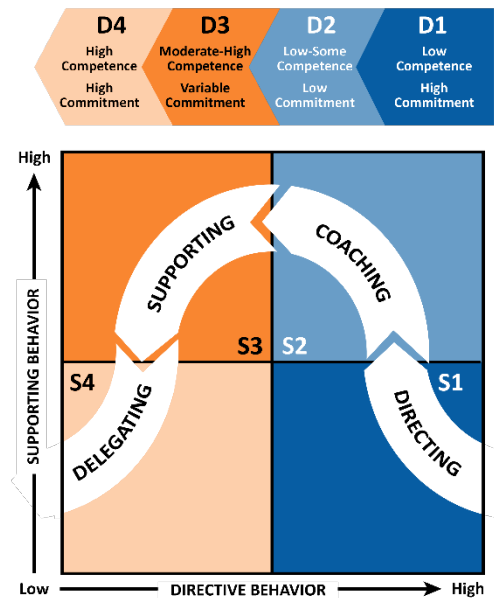 D4
High
Competence
High
Commitment
D3
Moderate-High
Competence
Variable
Commitment
D2
Low-Some
Competence
Low
Commitment
D1
Low
Competence
High
Commitment
High
SUPPORTING BEHAVIOR
SUPPORTING
COACHING
S3
S2
S4
S1
DELEGATING
DIRECTING
Low
DIRECTIVE BEHAVIOR
High